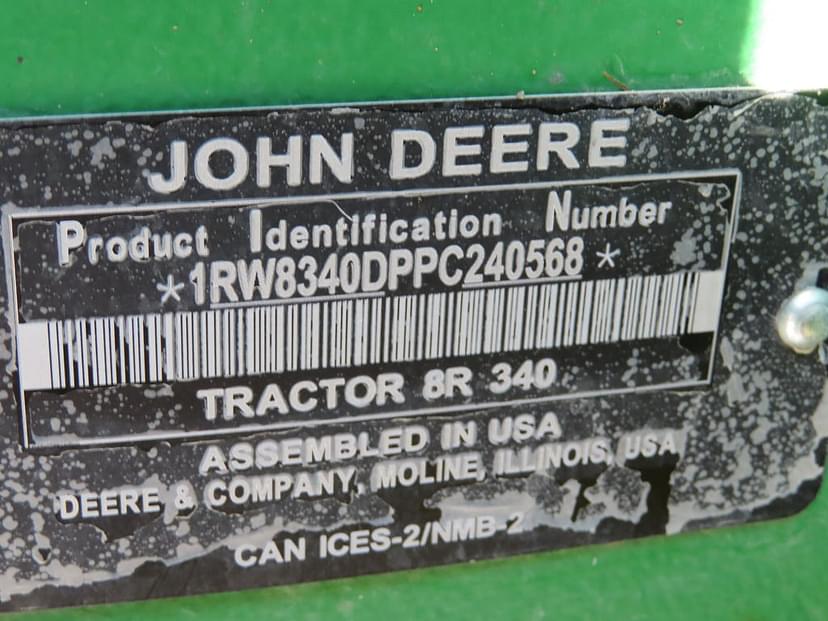 JOHN DEERE
Product Identification Number
*1RW8340DPPC240568*
TRACTOR 8R 340
ASSEMBLED IN USA
DEERE & COMPANY, MOLINE, ILLINOIS, USA
CAN ICES-2/NMB-2